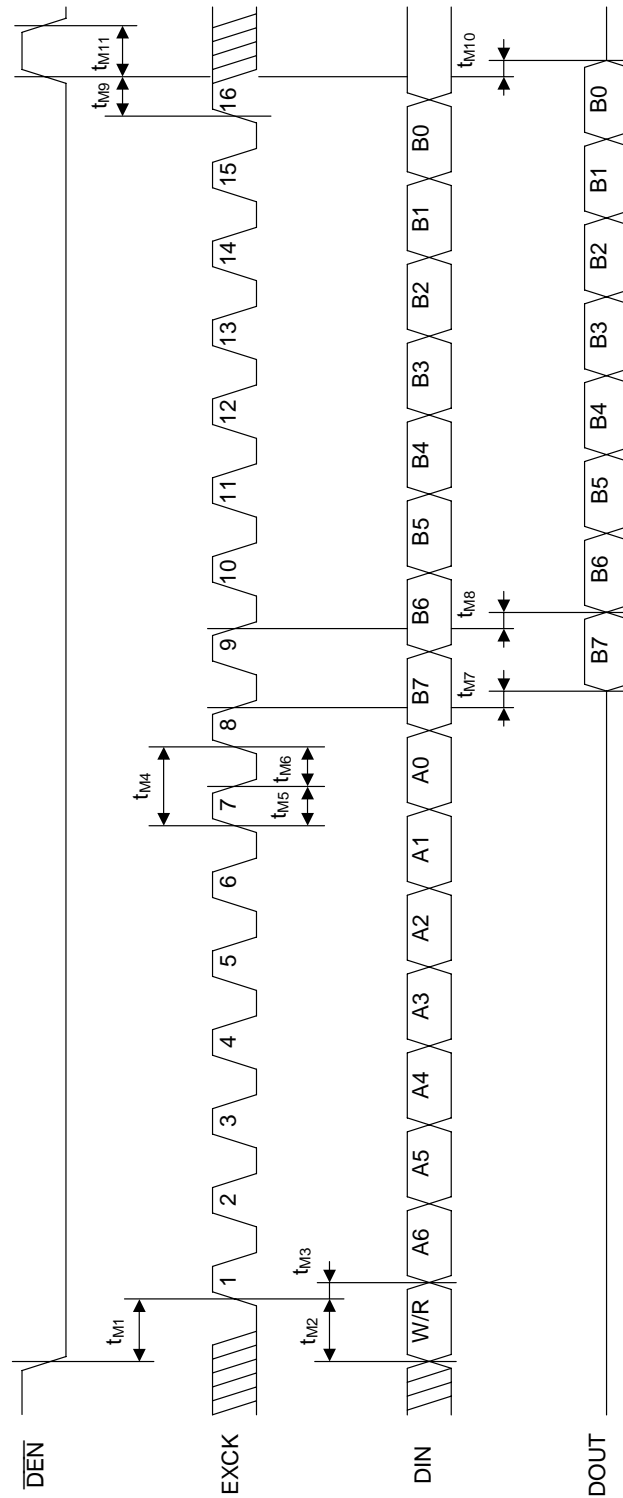 DEN
tM1
tM9
tM11
EXCK
1 2 3 4 5 6 7 8 9 10 11 12 13 14 15 16
tM4
tM2
tM3
tM5
tM6
DIN
W/R A6 A5 A4 A3 A2 A1 A0 B7 B6 B5 B4 B3 B2 B1 B0
tM7
tM8
tM10
DOUT
B7 B6 B5 B4 B3 B2 B1 B0